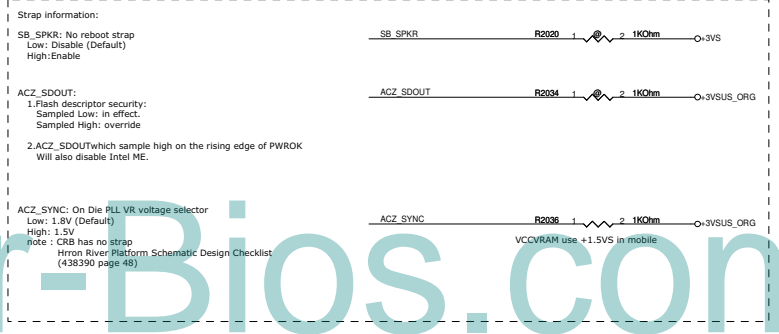 Strap information:
SB_SPKR: No reboot strap
Low: Disable (Default)
High:Enable
SB_SPKR R2020 1 @ 2 1KOhm +3VS
ACZ_SDOUT:
1.Flash descriptor security:
Sampled Low: in effect.
Sampled High: override
2.ACZ_SDOUTwhich sample high on the rising edge of PWROK
Will also disable Intel ME.
ACZ_SDOUT R2034 1 @ 2 1KOhm +3VSUS_ORG
ACZ_SYNC: On Die PLL VR voltage selector
Low: 1.8V (Default)
High: 1.5V
note : CRB has no strap
Hrron River Platform Schematic Design Checklist
(438390 page 48)
ACZ_SYNC R2036 1 2 1KOhm +3VSUS_ORG
VCCVRAM use +1.5VS in mobile
r-Bios.com